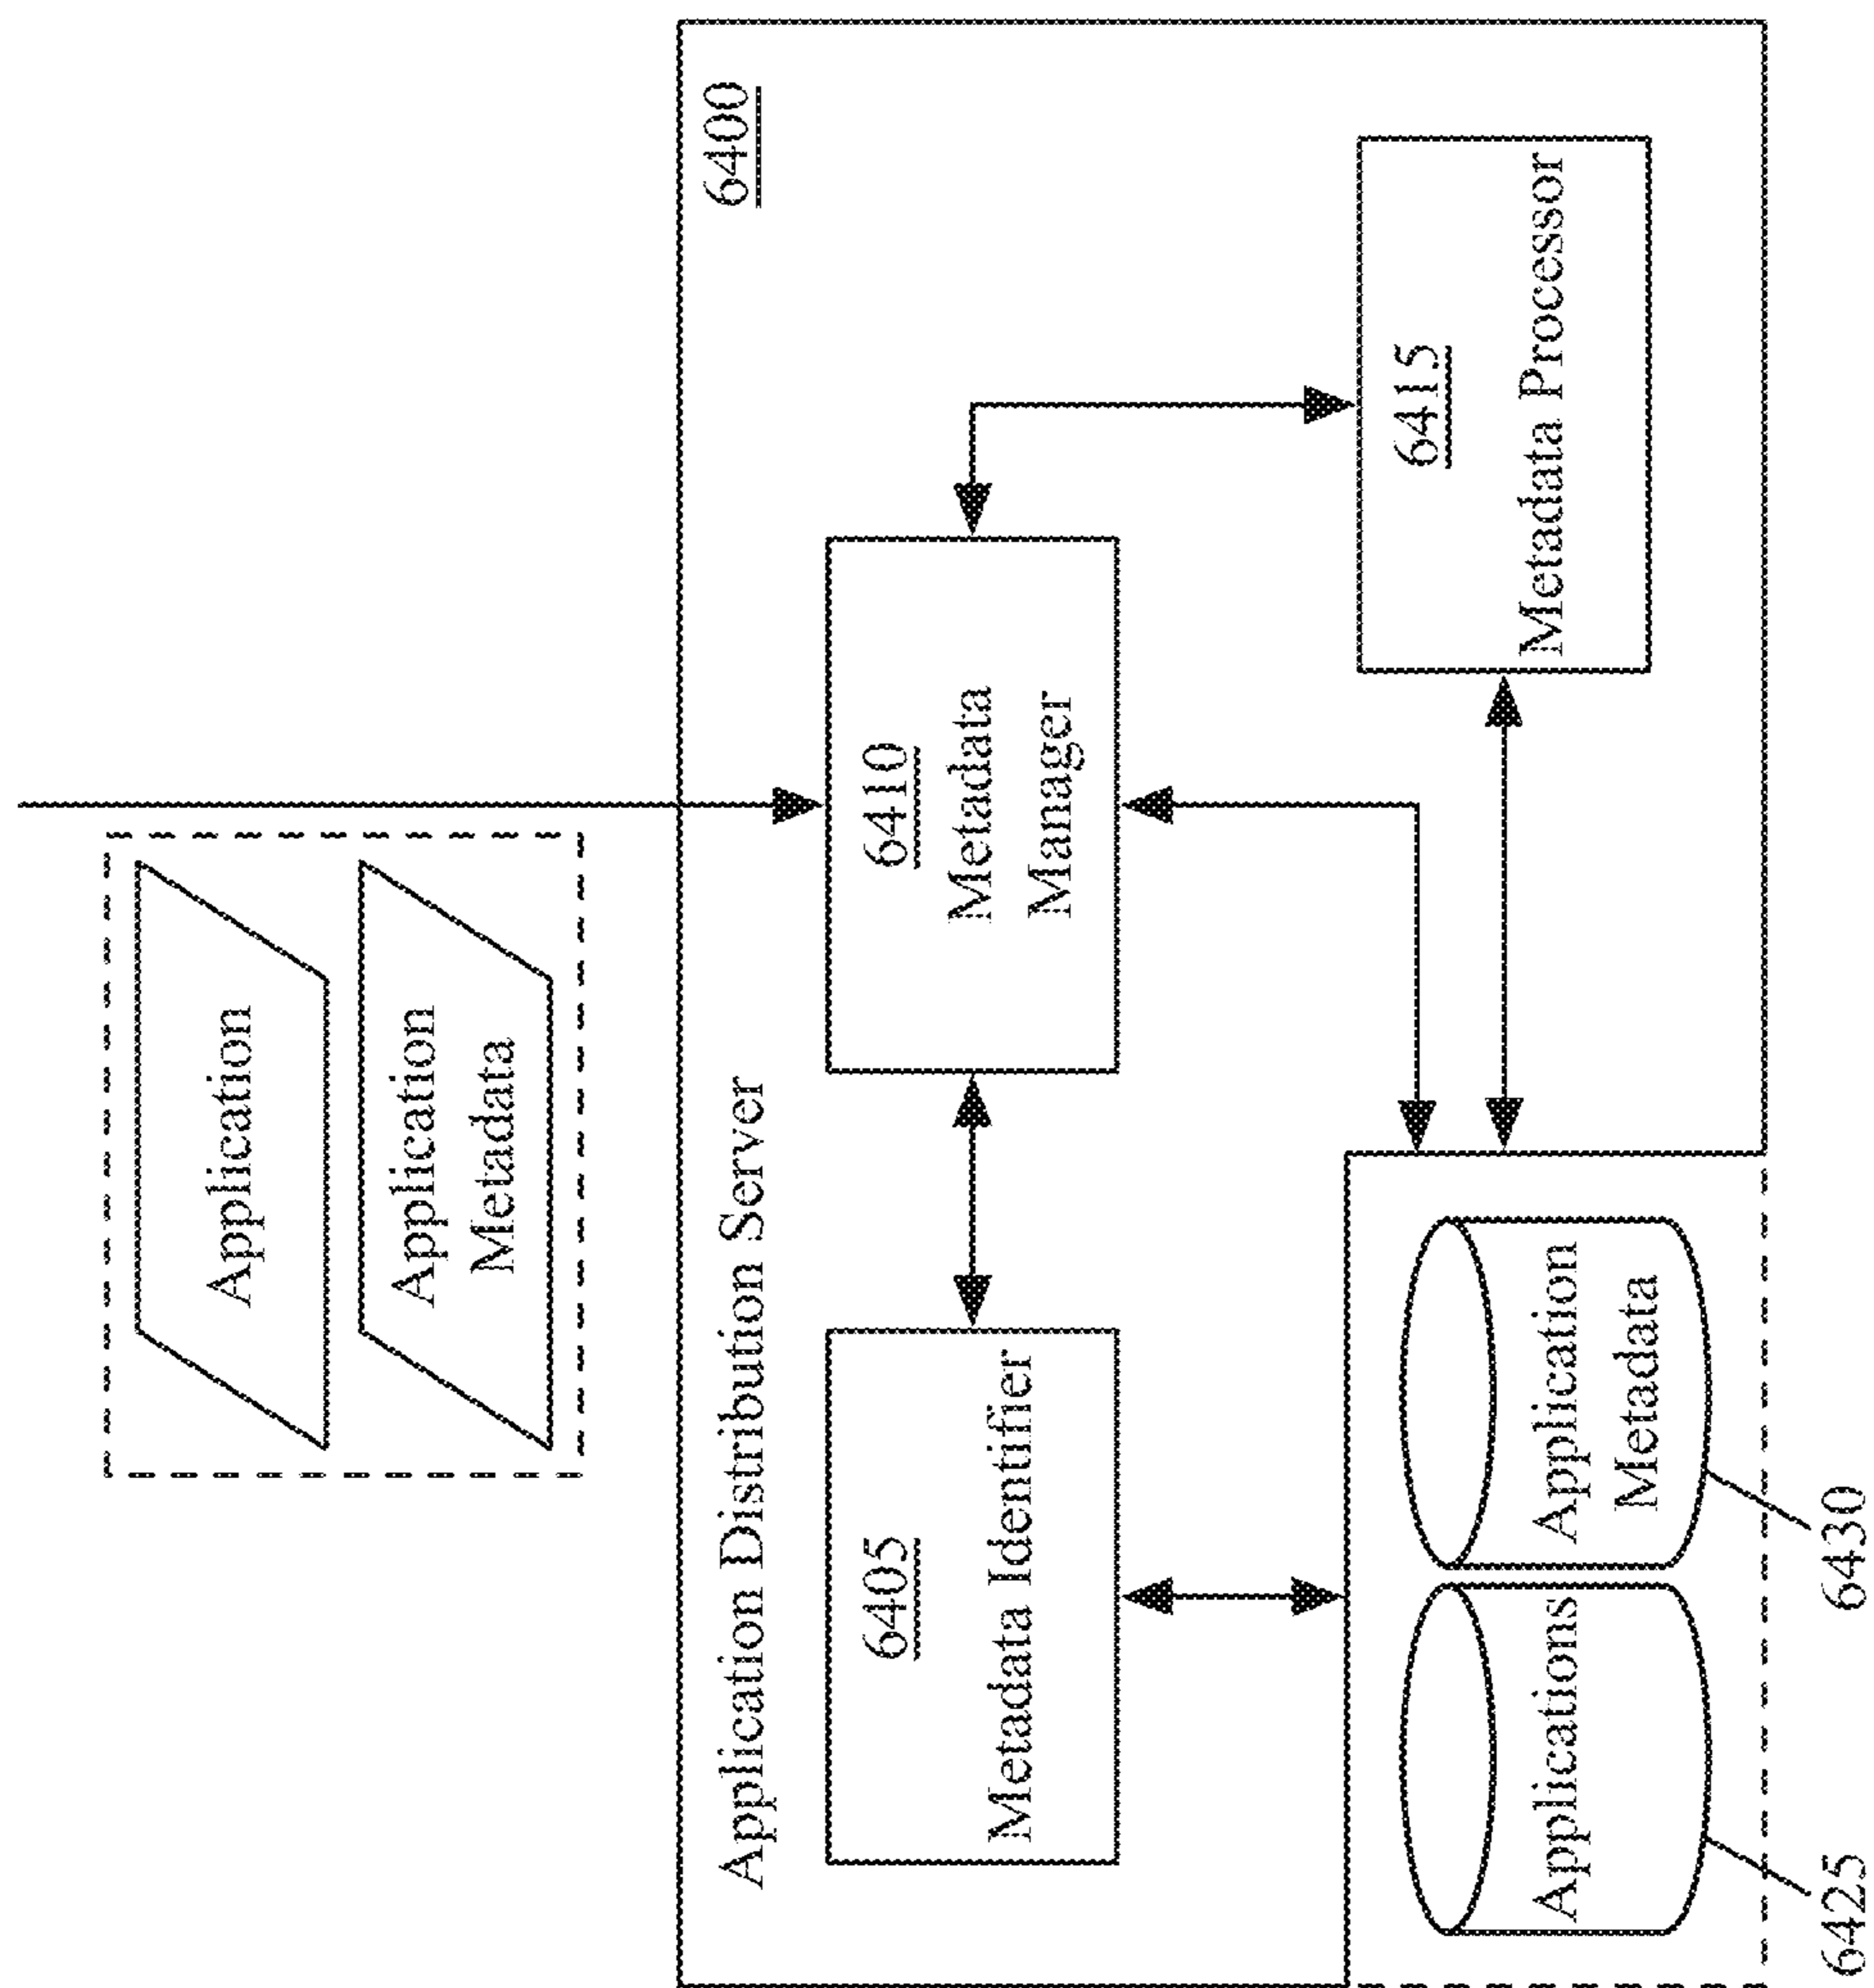 Application
Application
Metadata
Application Distribution Server
6400
6405
Metadata Identifier
6410
Metadata
Manager
6415
Metadata Processor
Applications
Application
Metadata
6425
6430